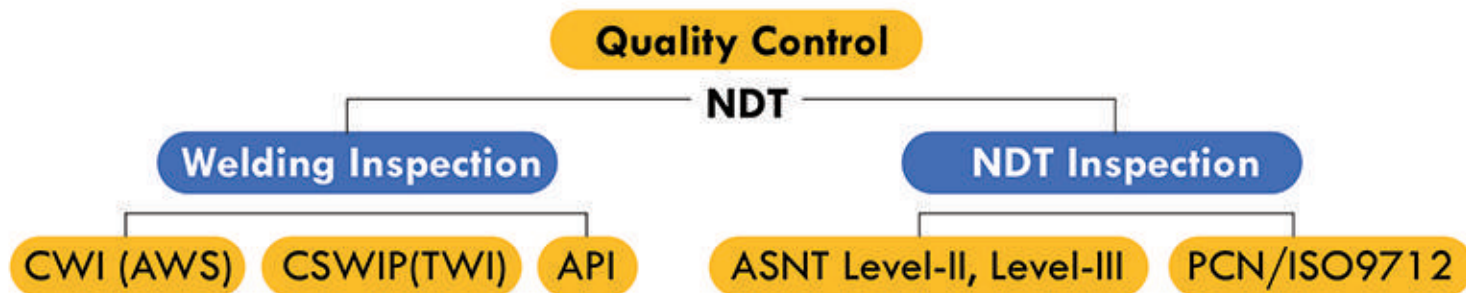 Quality Control
NDT
Welding Inspection
NDT Inspection
CWI (AWS)
CSWIP(TWI)
API
ASNT Level-II, Level-III
PCN/ISO9712